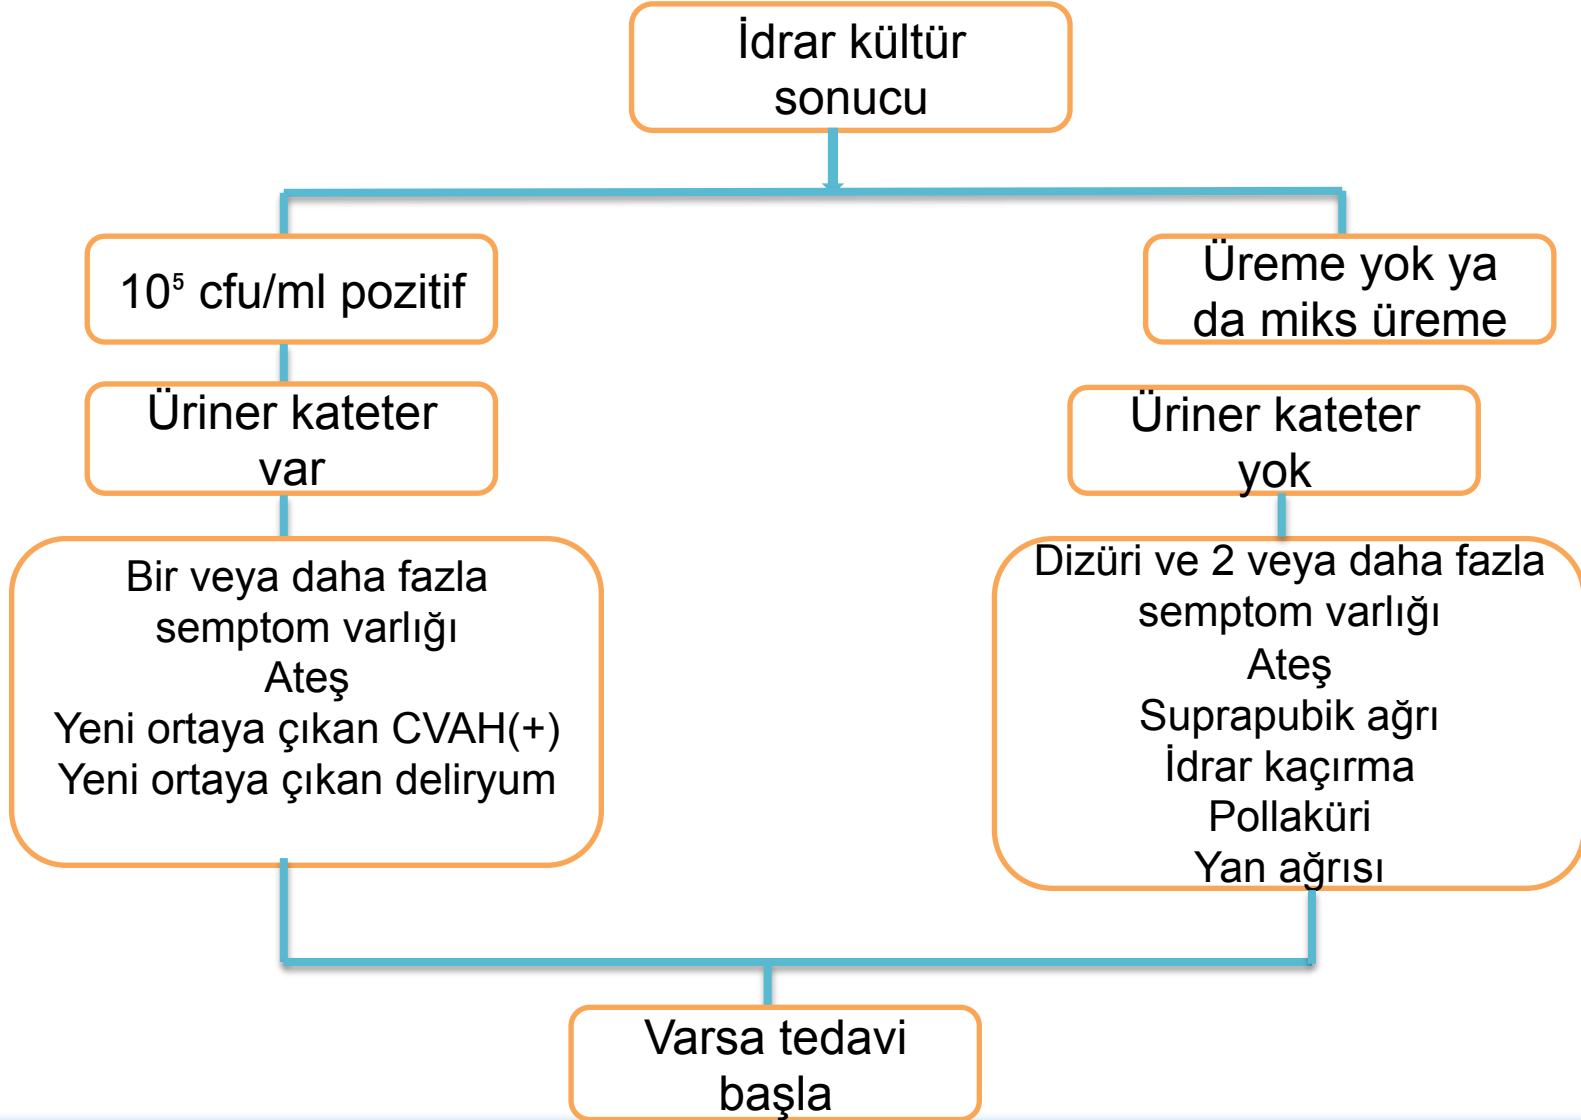 İdrar kültür
sonucu
10⁵ cfu/ml pozitif
Üreme yok ya
da miks üreme
Üriner kateter
var
Üriner kateter
yok
Bir veya daha fazla
semptom varlığı
Ateş
Yeni ortaya çıkan CVAH(+)
Yeni ortaya çıkan deliryum
Dizüri ve 2 veya daha fazla
semptom varlığı
Ateş
Suprapubik ağrı
İdrar kaçırma
Pollaküri
Yan ağrısı
Varsa tedavi
başla